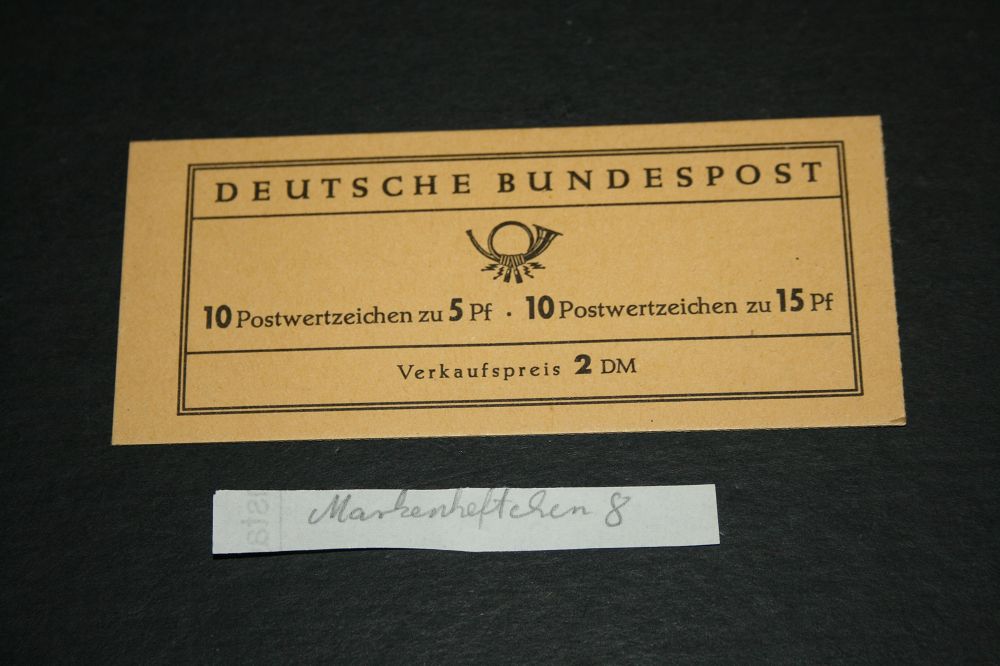 DEUTSCHE BUNDESPOST
10 Postwertzeichen zu 5 Pf · 10 Postwertzeichen zu 15 Pf
Verkaufspreis 2 DM
Markenheftchen 8